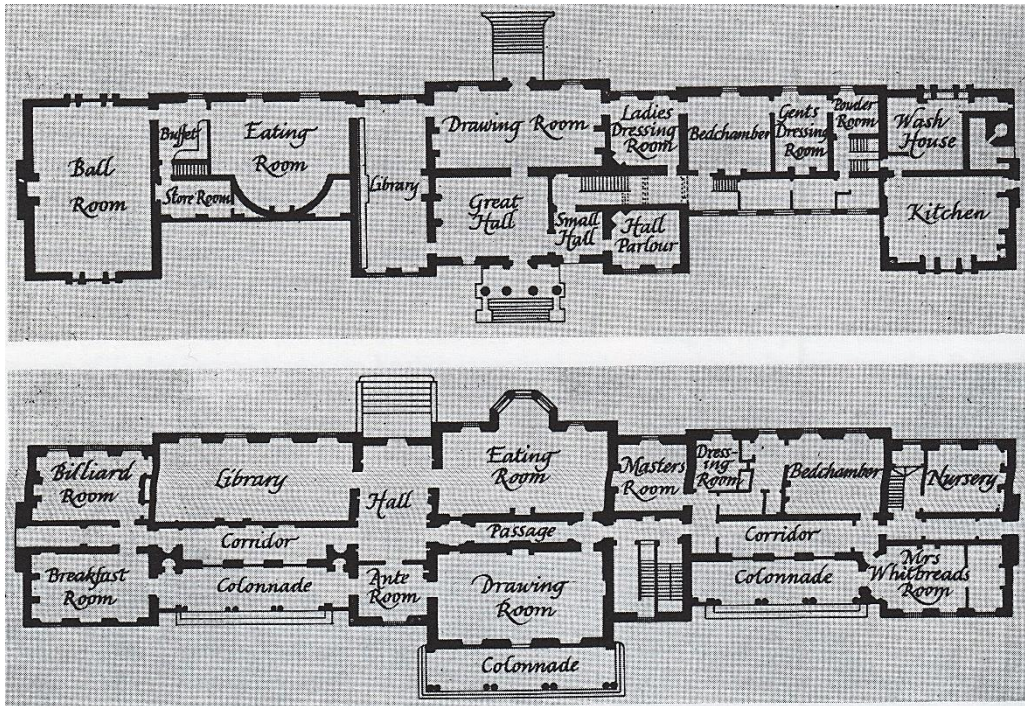 Ball
Room
Buffet
Store Room
Eating
Room
Library
Drawing Room
Great
Hall
Small
Hall
Ladies
Dressing
Room
Hall
Parlour
Bedchamber
Gents
Dressing
Room
Powder
Room
Wash
House
Kitchen
Billiard
Room
Library
Hall
Eating
Room
Masters
Room
Dress-
ing
Room
Bedchamber
Nursery
Corridor
Passage
Corridor
Breakfast
Room
Colonnade
Ante
Room
Drawing
Room
Colonnade
Mrs
Whitbreads
Room
Colonnade